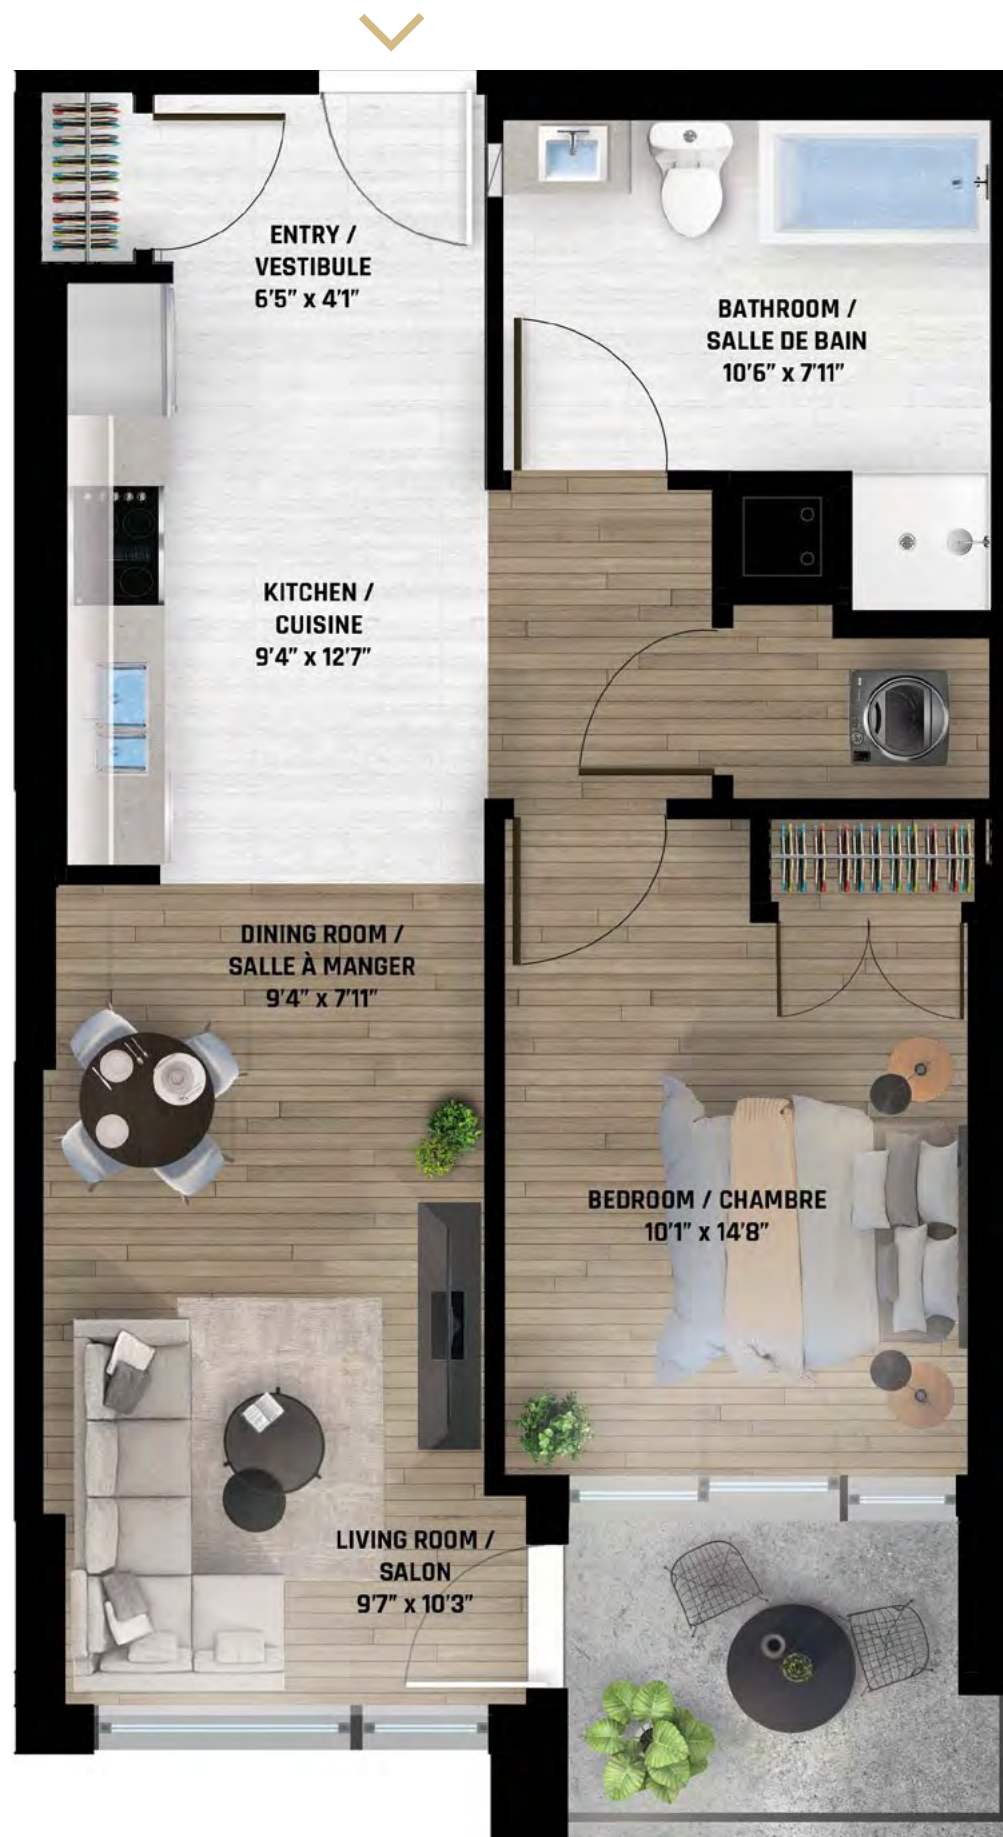 ENTRY /
VESTIBULE
6'5" x 4'1"
BATHROOM /
SALLE DE BAIN
10'6" x 7'11"
KITCHEN /
CUISINE
9'4" x 12'7"
DINING ROOM /
SALLE À MANGER
9'4" x 7'11"
BEDROOM / CHAMBRE
10'1" x 14'8"
LIVING ROOM /
SALON
9'7" x 10'3"